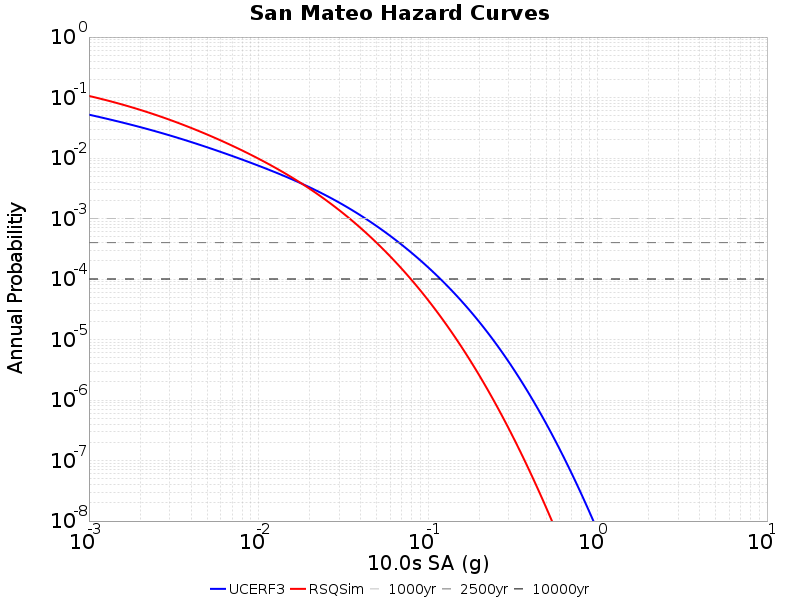 San Mateo Hazard Curves
Annual Probabilitiy
10^0
10^-1
10^-2
10^-3
10^-4
10^-5
10^-6
10^-7
10^-8
10^-3 10^-2 10^-1 10^0 10^1
10.0s SA (g)
UCERF3 RSQSim 1000yr 2500yr 10000yr